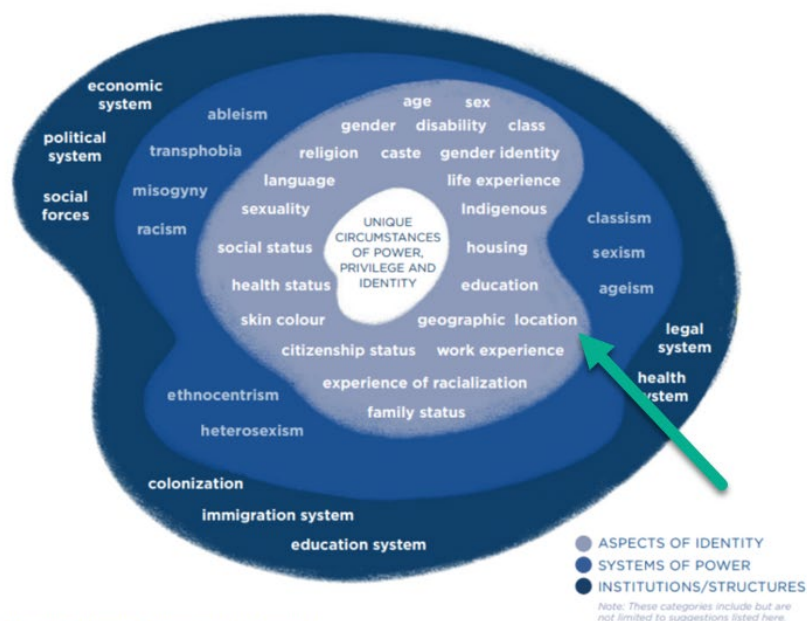 economic
system
political
system
social
forces
ableism
transphobia
misogyny
racism
age sex
gender disability class
religion caste gender identity
language life experience
sexuality Indigenous
social status housing
health status education
skin colour geographic location
citizenship status work experience
experience of racialization
family status
UNIQUE
CIRCUMSTANCES
OF POWER,
PRIVILEGE AND
IDENTITY
classism
sexism
ageism
legal
system
health
ethnocentrism
heterosexism
colonization
immigration system
education system
ASPECTS OF IDENTITY
SYSTEMS OF POWER
INSTITUTIONS/STRUCTURES
Note: These categories include but are
not limited to suggestions listed here.